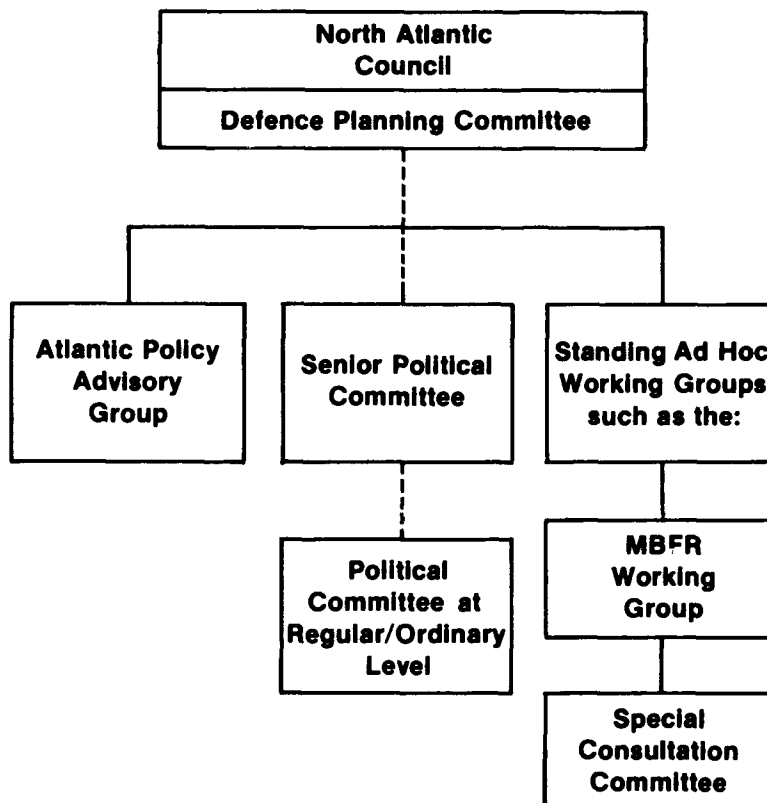 North Atlantic
Council
Defence Planning Committee
Atlantic Policy
Advisory
Group
Senior Political
Committee
Standing Ad Hoc
Working Groups
such as the:
Political
Committee at
Regular/Ordinary
Level
MBFR
Working
Group
Special
Consultation
Committee